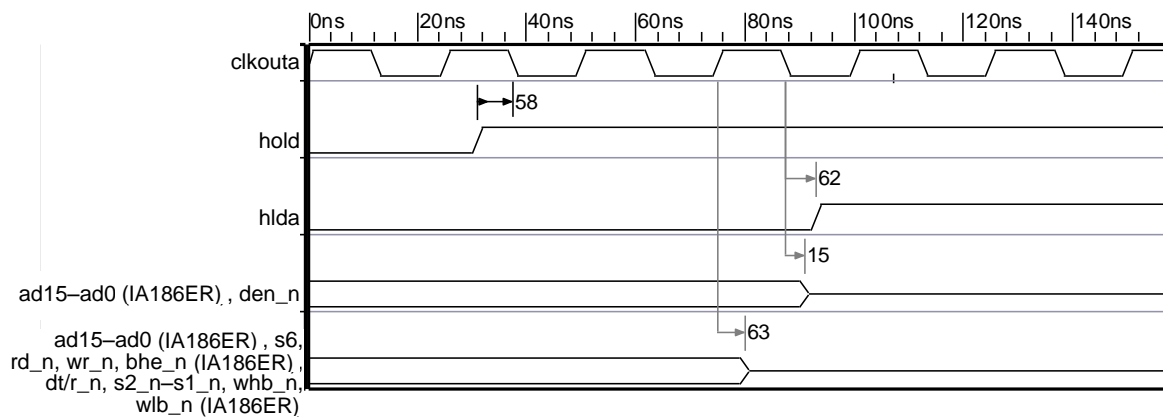 0ns 20ns 40ns 60ns 80ns 100ns 120ns 140ns
clkouta
58
hold
62
hlda
15
ad15–ad0 (IA186ER) , den_n
63
ad15–ad0 (IA186ER) , s6,
rd_n, wr_n, bhe_n (IA186ER) ,
dt/r_n, s2_n–s1_n, whb_n,
wlb_n (IA186ER)